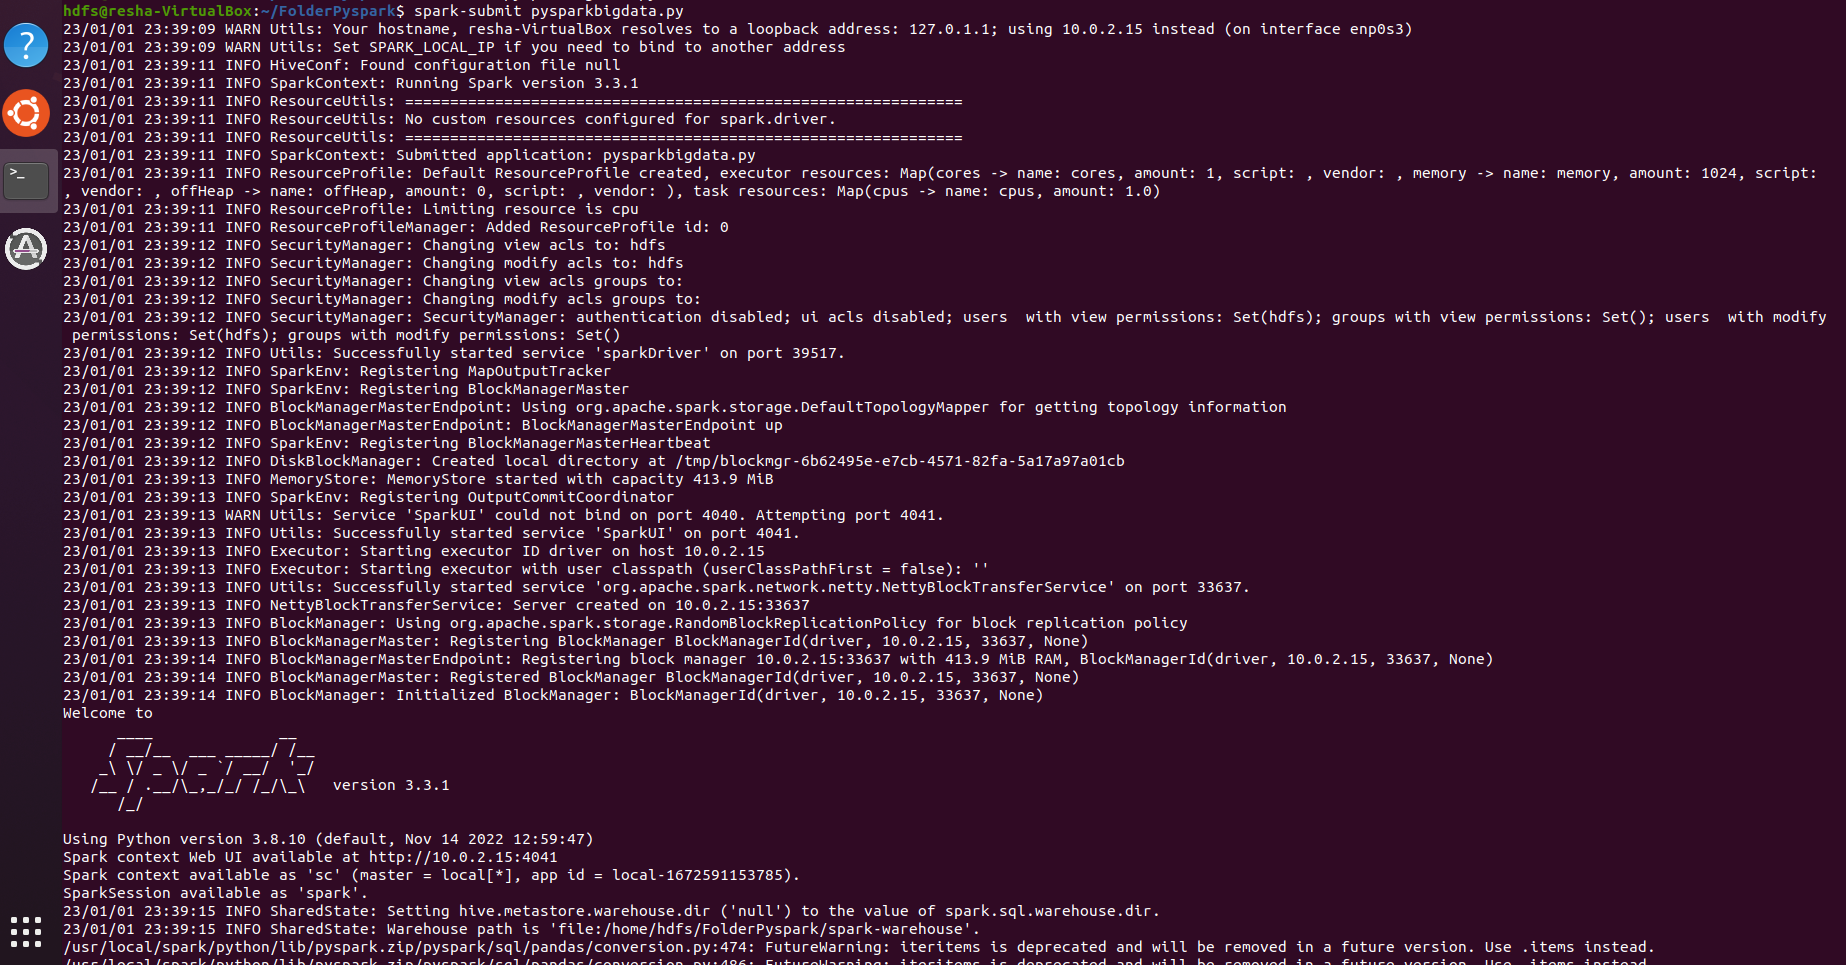 hdfs@resha-VirtualBox:~/FolderPyspark$ spark-submit pysparkbigdata.py
23/01/01 23:39:09 WARN Utils: Your hostname, resha-VirtualBox resolves to a loopback address: 127.0.1.1; using 10.0.2.15 instead (on interface enp0s3)
23/01/01 23:39:09 WARN Utils: Set SPARK_LOCAL_IP if you need to bind to another address
23/01/01 23:39:11 INFO HiveConf: Found configuration file null
23/01/01 23:39:11 INFO SparkContext: Running Spark version 3.3.1
23/01/01 23:39:11 INFO ResourceUtils: ==============================================================
23/01/01 23:39:11 INFO ResourceUtils: No custom resources configured for spark.driver.
23/01/01 23:39:11 INFO ResourceUtils: ==============================================================
23/01/01 23:39:11 INFO SparkContext: Submitted application: pysparkbigdata.py
23/01/01 23:39:11 INFO ResourceProfile: Default ResourceProfile created, executor resources: Map(cores -> name: cores, amount: 1, script: , vendor: , memory -> name: memory, amount: 1024, script:
, vendor: , offHeap -> name: offHeap, amount: 0, script: , vendor: ), task resources: Map(cpus -> name: cpus, amount: 1.0)
23/01/01 23:39:11 INFO ResourceProfile: Limiting resource is cpu
23/01/01 23:39:11 INFO ResourceProfileManager: Added ResourceProfile id: 0
23/01/01 23:39:12 INFO SecurityManager: Changing view acls to: hdfs
23/01/01 23:39:12 INFO SecurityManager: Changing modify acls to: hdfs
23/01/01 23:39:12 INFO SecurityManager: Changing view acls groups to:
23/01/01 23:39:12 INFO SecurityManager: Changing modify acls groups to:
23/01/01 23:39:12 INFO SecurityManager: SecurityManager: authentication disabled; ui acls disabled; users  with view permissions: Set(hdfs); groups with view permissions: Set(); users  with modify
permissions: Set(hdfs); groups with modify permissions: Set()
23/01/01 23:39:12 INFO Utils: Successfully started service 'sparkDriver' on port 39517.
23/01/01 23:39:12 INFO SparkEnv: Registering MapOutputTracker
23/01/01 23:39:12 INFO SparkEnv: Registering BlockManagerMaster
23/01/01 23:39:12 INFO BlockManagerMasterEndpoint: Using org.apache.spark.storage.DefaultTopologyMapper for getting topology information
23/01/01 23:39:12 INFO BlockManagerMasterEndpoint: BlockManagerMasterEndpoint up
23/01/01 23:39:12 INFO SparkEnv: Registering BlockManagerMasterHeartbeat
23/01/01 23:39:12 INFO DiskBlockManager: Created local directory at /tmp/blockmgr-6b62495e-e7cb-4571-82fa-5a17a97a01cb
23/01/01 23:39:13 INFO MemoryStore: MemoryStore started with capacity 413.9 MiB
23/01/01 23:39:13 INFO SparkEnv: Registering OutputCommitCoordinator
23/01/01 23:39:13 WARN Utils: Service 'SparkUI' could not bind on port 4040. Attempting port 4041.
23/01/01 23:39:13 INFO Utils: Successfully started service 'SparkUI' on port 4041.
23/01/01 23:39:13 INFO Executor: Starting executor ID driver on host 10.0.2.15
23/01/01 23:39:13 INFO Executor: Starting executor with user classpath (userClassPathFirst = false): ''
23/01/01 23:39:13 INFO Utils: Successfully started service 'org.apache.spark.network.netty.NettyBlockTransferService' on port 33637.
23/01/01 23:39:13 INFO NettyBlockTransferService: Server created on 10.0.2.15:33637
23/01/01 23:39:13 INFO BlockManager: Using org.apache.spark.storage.RandomBlockReplicationPolicy for block replication policy
23/01/01 23:39:13 INFO BlockManagerMaster: Registering BlockManager BlockManagerId(driver, 10.0.2.15, 33637, None)
23/01/01 23:39:14 INFO BlockManagerMasterEndpoint: Registering block manager 10.0.2.15:33637 with 413.9 MiB RAM, BlockManagerId(driver, 10.0.2.15, 33637, None)
23/01/01 23:39:14 INFO BlockManagerMaster: Registered BlockManager BlockManagerId(driver, 10.0.2.15, 33637, None)
23/01/01 23:39:14 INFO BlockManager: Initialized BlockManager: BlockManagerId(driver, 10.0.2.15, 33637, None)
Welcome to
      ____              __
     / __/__  ___ _____/ /__
    _\ \/ _ \/ _ `/ __/  '_/
   /__ / .__/\_,_/_/ /_/\_\   version 3.3.1
      /_/
Using Python version 3.8.10 (default, Nov 14 2022 12:59:47)
Spark context Web UI available at http://10.0.2.15:4041
Spark context available as 'sc' (master = local[*], app id = local-1672591153785).
SparkSession available as 'spark'.
23/01/01 23:39:15 INFO SharedState: Setting hive.metastore.warehouse.dir ('null') to the value of spark.sql.warehouse.dir.
23/01/01 23:39:15 INFO SharedState: Warehouse path is 'file:/home/hdfs/FolderPyspark/spark-warehouse'.
/usr/local/spark/python/lib/pyspark.zip/pyspark/sql/pandas/conversion.py:474: FutureWarning: iteritems is deprecated and will be removed in a future version. Use .items instead.
/usr/local/spark/python/lib/pyspark.zip/pyspark/sql/pandas/conversion.py:486: FutureWarning: iteritems is deprecated and will be removed in a future version. Use .items instead.